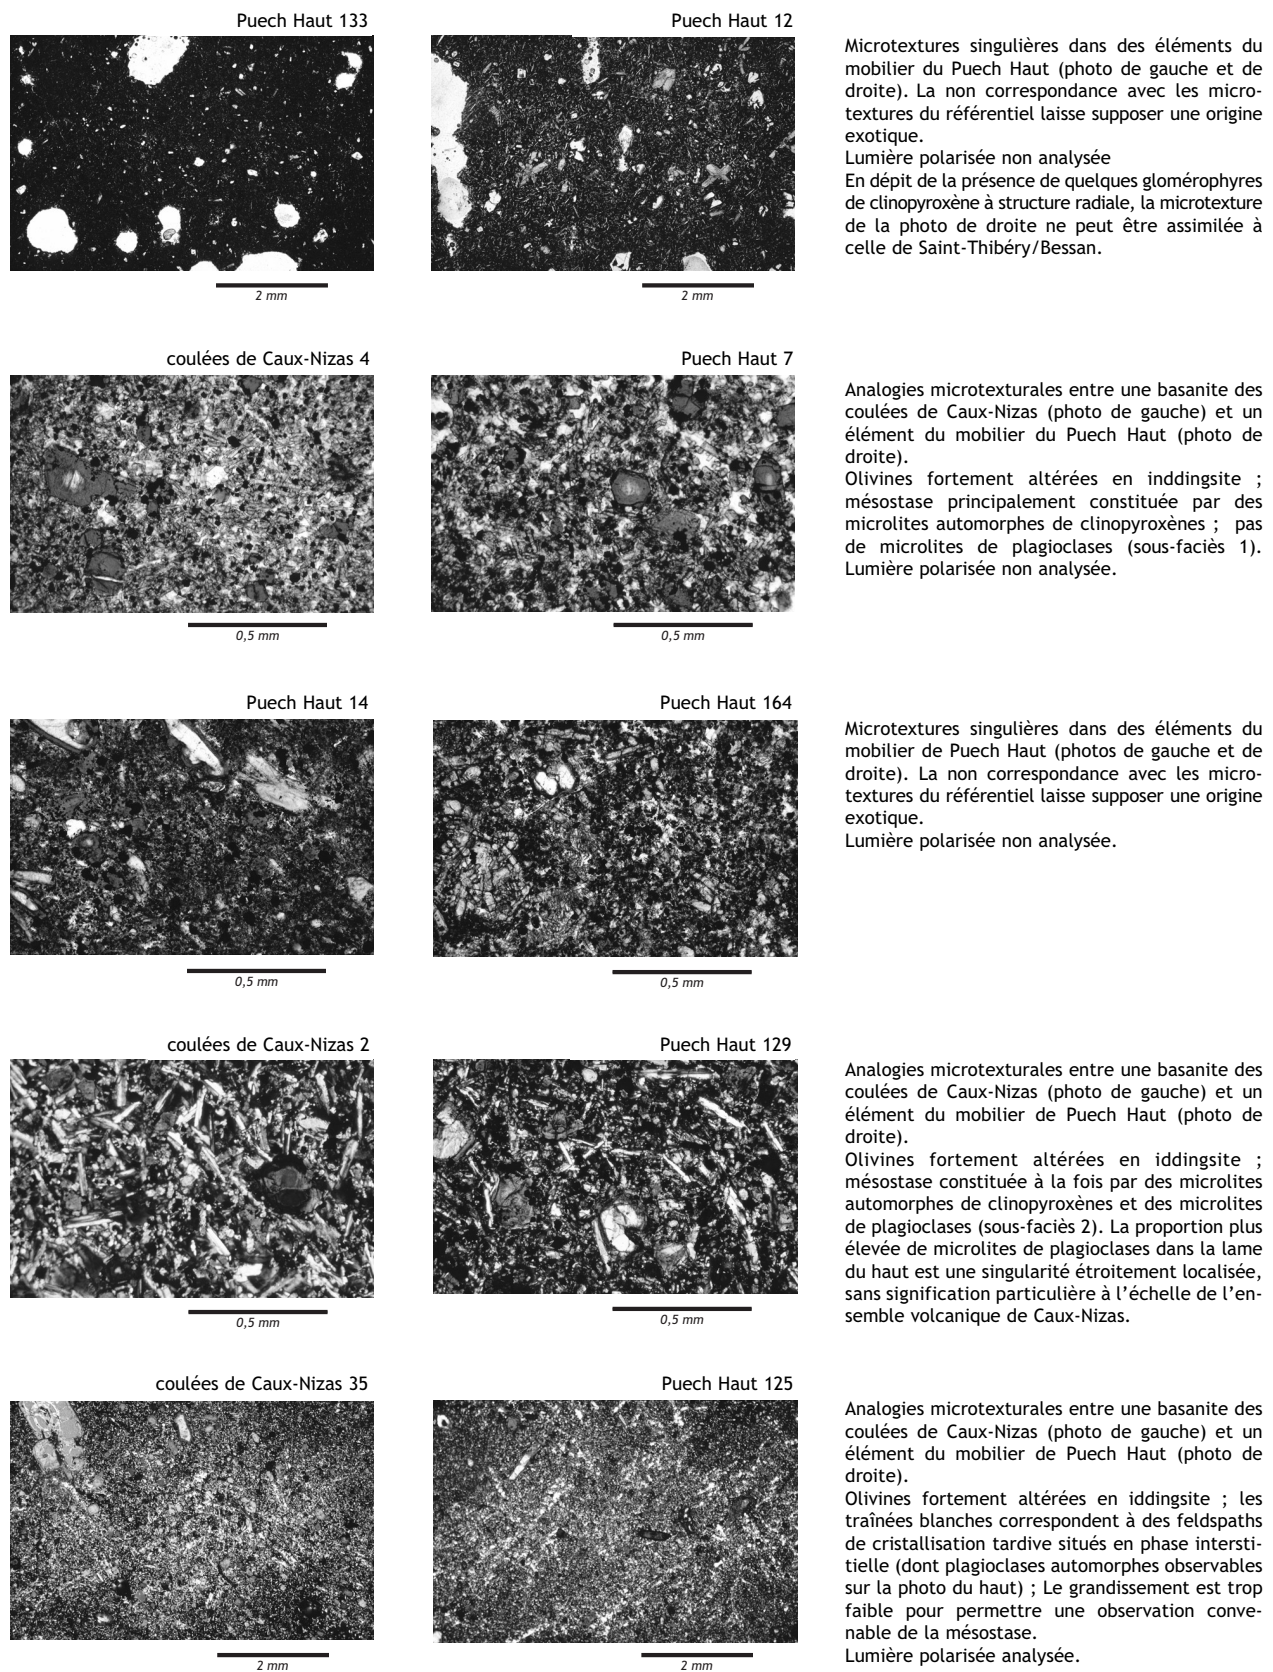 Puech Haut 133
Puech Haut 12
2 mm
2 mm
Microtextures singulières dans des éléments du
mobilier du Puech Haut (photo de gauche et de
droite). La non correspondance avec les micro-
textures du référentiel laisse supposer une origine
exotique.
Lumière polarisée non analysée
En dépit de la présence de quelques glomérophyres
de clinopyroxène à structure radiale, la microtexture
de la photo de droite ne peut être assimilée à
celle de Saint-Thibéry/Bessan.
coulées de Caux-Nizas 4
Puech Haut 7
0,5 mm
0,5 mm
Analogies microtexturales entre une basanite des
coulées de Caux-Nizas (photo de gauche) et un
élément du mobilier du Puech Haut (photo de
droite).
Olivines fortement altérées en inddingsite ;
mésostase principalement constituée par des
microlites automorphes de clinopyroxènes ; pas
de microlites de plagioclases (sous-faciès 1).
Lumière polarisée non analysée.
Puech Haut 14
Puech Haut 164
0,5 mm
0,5 mm
Microtextures singulières dans des éléments du
mobilier de Puech Haut (photos de gauche et de
droite). La non correspondance avec les micro-
textures du référentiel laisse supposer une origine
exotique.
Lumière polarisée non analysée.
coulées de Caux-Nizas 2
Puech Haut 129
0,5 mm
0,5 mm
Analogies microtexturales entre une basanite des
coulées de Caux-Nizas (photo de gauche) et un
élément du mobilier de Puech Haut (photo de
droite).
Olivines fortement altérées en iddingsite ;
mésostase constituée à la fois par des microlites
automorphes de clinopyroxènes et des microlites
de plagioclases (sous-faciès 2). La proportion plus
élevée de microlites de plagioclases dans la lame
du haut est une singularité étroitement localisée,
sans signification particulière à l'échelle de l'en-
semble volcanique de Caux-Nizas.
coulées de Caux-Nizas 35
Puech Haut 125
2 mm
2 mm
Analogies microtexturales entre une basanite des
coulées de Caux-Nizas (photo de gauche) et un
élément du mobilier de Puech Haut (photo de
droite).
Olivines fortement altérées en iddingsite ; les
traînées blanches correspondent à des feldspaths
de cristallisation tardive situés en phase intersti-
tielle (dont plagioclases automorphes observables
sur la photo du haut) ; Le grandissement est trop
faible pour permettre une observation conve-
nable de la mésostase.
Lumière polarisée analysée.